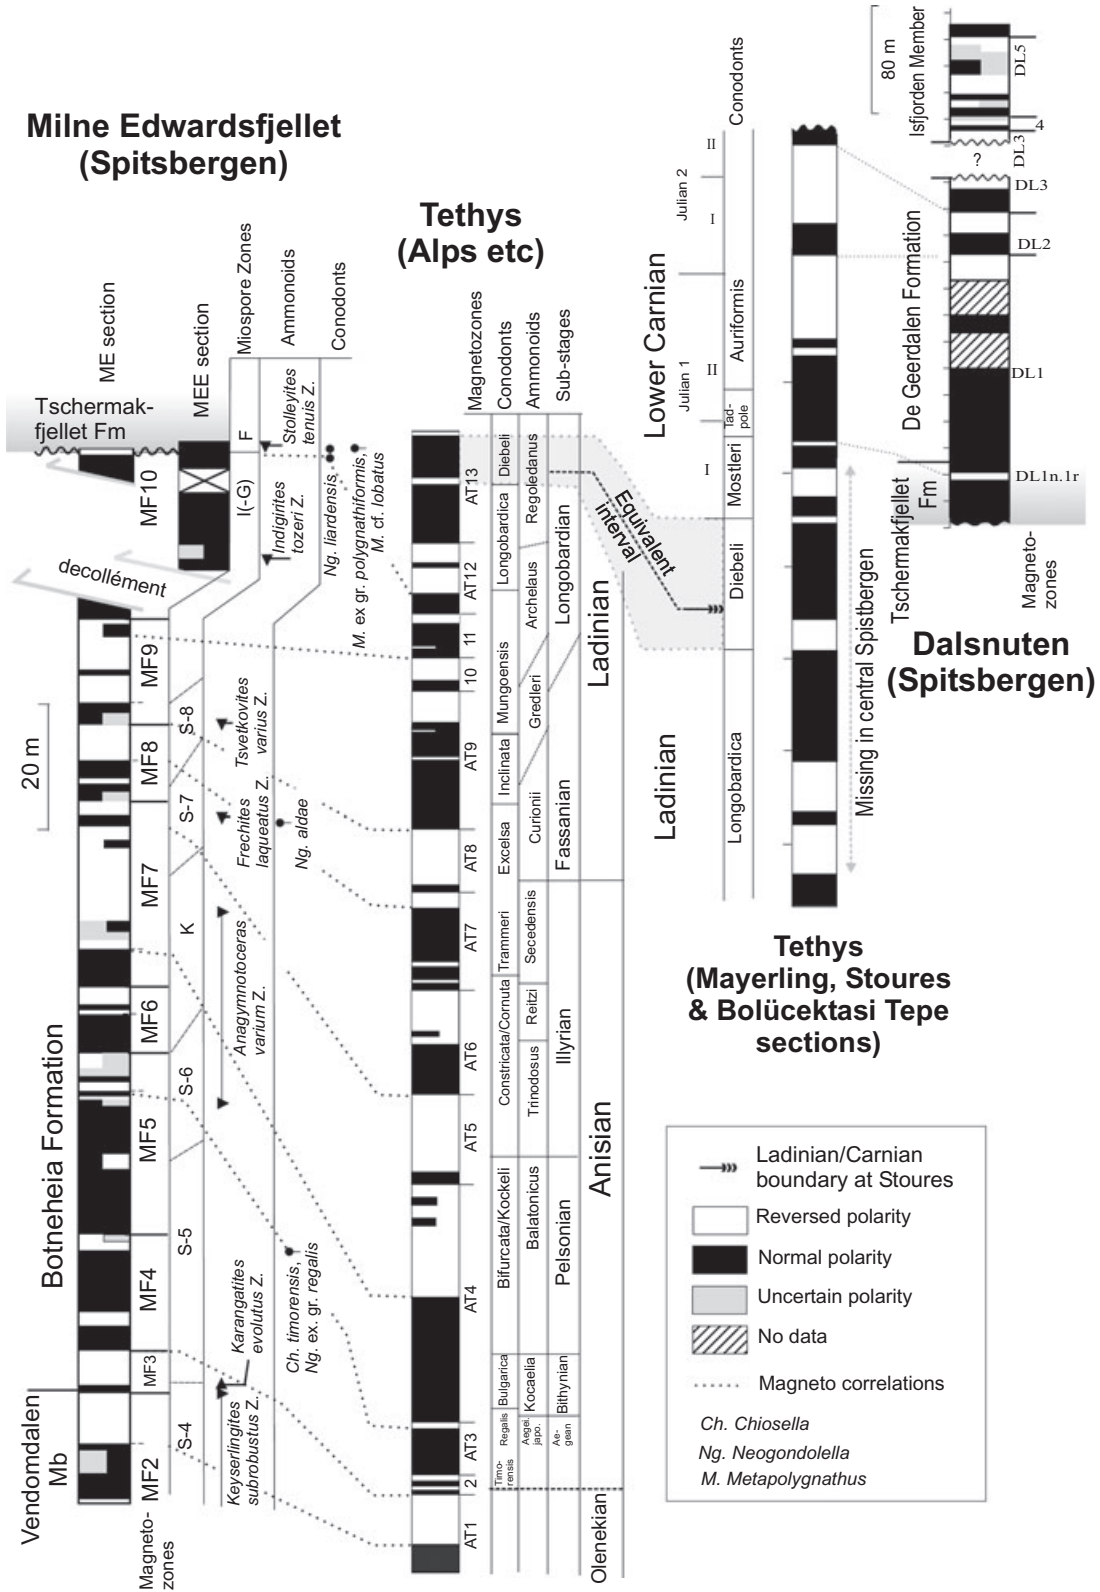 Milne Edwardsfjellet
(Spitsbergen)
ME section
MEE section
Miospore Zones
Ammonoids
Conodonts
Tschermak-
fjellet Fm
MF10
F
I(-G)
Stolleyites
tenuis Z.
Indigirites
tozeri Z.
Ng. liardensis,
M. ex gr. polygnathiformis,
M. cf. lobatus
decollément
20 m
MF9
MF8
MF7
MF6
MF5
MF4
MF3
MF2
S-8
S-7
K
S-6
S-5
S-4
Tsvetkovites
varius Z.
Frechites
laqueatus Z.
Ng. aldae
Anagymnotoceras
varium Z.
Ch. timorensis,
Ng. ex. gr. regalis
Karangatites
evolutus Z.
Keyserlingites
subrobustus Z.
Botneheia Formation
Vendomdalen
Mb
Magneto-
zones
Tethys
(Alps etc)
Magnetozones
Conodonts
Ammonoids
Sub-stages
AT13
AT12
11
10
AT9
AT8
AT7
AT6
AT5
AT4
AT3
2
AT1
Diebeli
Longobardica
Mungoensis
Inclinata
Excelsa
Trammeri
Constricata/Cornuta
Bifurcata/Kockeli
Bulgarica
Regalis
Timo-
rensis
Regoledanus
Archelaus
Gredleri
Curionii
Secedensis
Reitzi
Trinodosus
Balatonicus
Kocaelia
Aegei.
japo.
Longobardian
Fassanian
Illyrian
Pelsonian
Bithynian
Ae-
gean
Ladinian
Anisian
Olenekian
Equivalent
interval
Conodonts
Lower Carnian
Ladinian
Julian 2
Julian 1
II
I
II
I
Auriformis
Tad-
pole
Mostleri
Diebeli
Longobardica
Missing in central Spistbergen
Tethys
(Mayerling, Stoures
& Bolücektasi Tepe
sections)
80 m
Isfjorden Member
De Geerdalen Formation
Tschermakfjellet
Fm
DL5
4
DL3
?
DL3
DL2
DL1
DL1n.1r
Magneto-
zones
Dalsnuten
(Spitsbergen)
Ladinian/Carnian
boundary at Stoures
Reversed polarity
Normal polarity
Uncertain polarity
No data
Magneto correlations
Ch. Chiosella
Ng. Neogondolella
M. Metapolygnathus